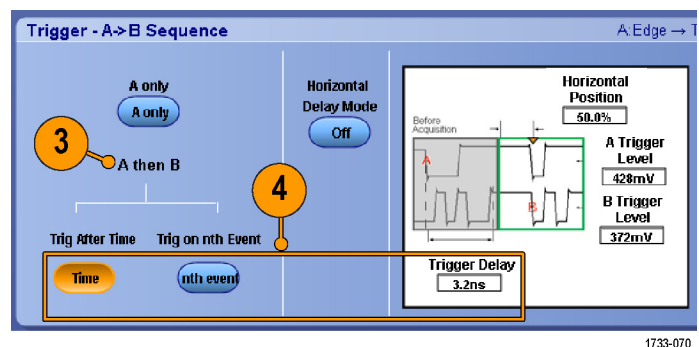 Trigger - A->B Sequence
A:Edge → T
A only
A only
3
A then B
4
Trig After Time
Trig on nth Event
Time
nth event
Horizontal
Delay Mode
Off
Before
Acquisition
A
B
Horizontal
Position
50.0%
A Trigger
Level
428mV
B Trigger
Level
372mV
Trigger Delay
3.2ns
1733-070